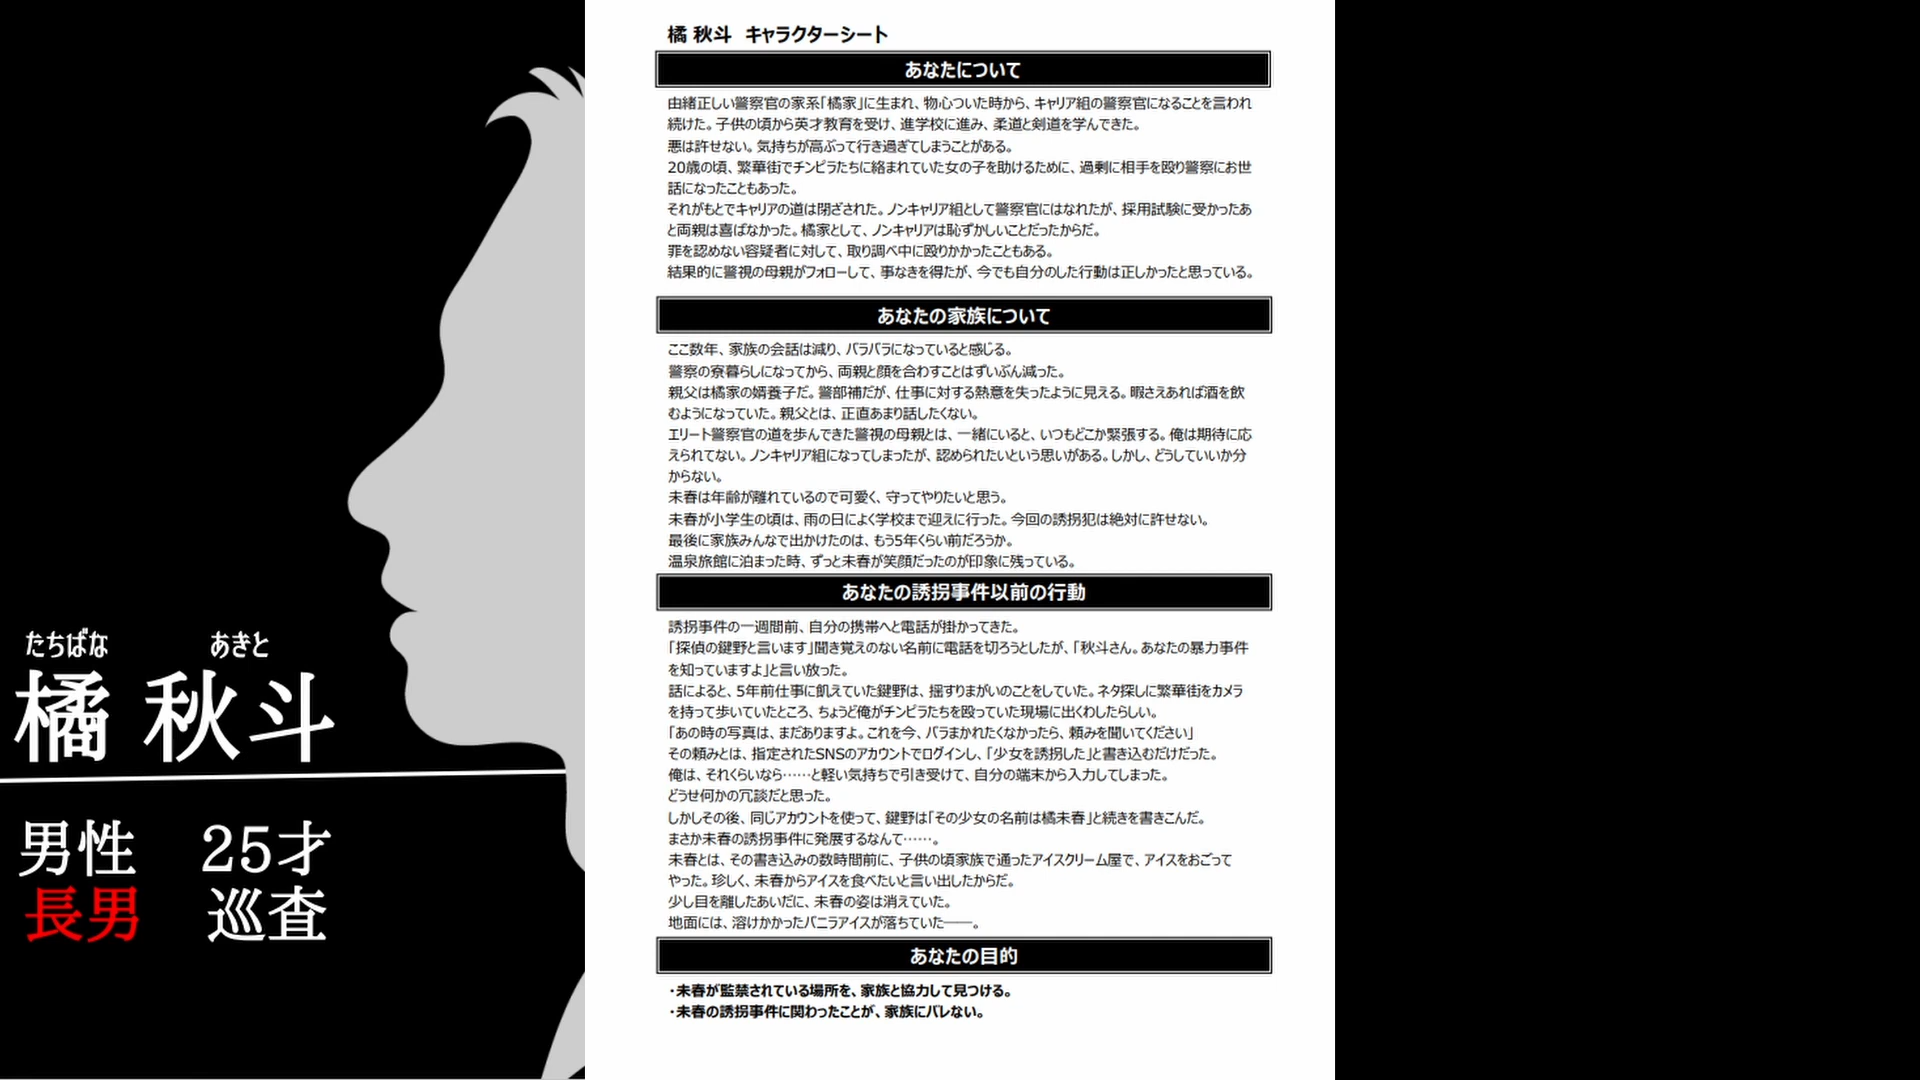 たちばな あきと
橘 秋斗
男性 25才
長男 巡査
橘 秋斗 キャラクターシート
あなたについて
由緒正しい警察官の家系「橘家」に生まれ、物心ついた時から、キャリア組の警察官になることを言われ
続けた。子供の頃から英才教育を受け、進学校に進み、柔道と剣道を学んできた。
悪は許せない。気持ちが高ぶって行き過ぎてしまうことがある。
20歳の頃、繁華街でチンピラたちに絡まれていた女の子を助けるために、過剰に相手を殴り警察にお世
話になったこともあった。
それがもとでキャリアの道は閉ざされた。ノンキャリア組として警察官にはなれたが、採用試験に受かったあ
と両親は喜ばなかった。橘家として、ノンキャリアは恥ずかしいことだったからだ。
罪を認めない容疑者に対して、取り調べ中に殴りかかったこともある。
結果的に警視の母親がフォローして、事なきを得たが、今でも自分のした行動は正しかったと思っている。
あなたの家族について
ここ数年、家族の会話は減り、バラバラになっていると感じる。
警察の寮暮らしになってから、両親と顔を合わすことはずいぶん減った。
親父は橘家の婿養子だ。警部補だが、仕事に対する熱意を失ったように見える。暇さえあれば酒を飲
むようになっていた。親父とは、正直あまり話したくない。
エリート警察官の道を歩んできた警視の母親とは、一緒にいると、いつもどこか緊張する。俺は期待に応
えられてない。ノンキャリア組になってしまったが、認められたいという思いがある。しかし、どうしていいか分
からない。
未春は年齢が離れているので可愛く、守ってやりたいと思う。
未春が小学生の頃は、雨の日によく学校まで迎えに行った。今回の誘拐犯は絶対に許せない。
最後に家族みんなで出かけたのは、もう5年くらい前だろうか。
温泉旅館に泊まった時、ずっと未春が笑顔だったのが印象に残っている。
あなたの誘拐事件以前の行動
誘拐事件の一週間前、自分の携帯へと電話が掛かってきた。
「探偵の鍵野と言います」聞き覚えのない名前に電話を切ろうとしたが、「秋斗さん。あなたの暴力事件
を知っていますよ」と言い放った。
話によると、5年前仕事に飢えていた鍵野は、揺すりまがいのことをしていた。ネタ探しに繁華街をカメラ
を持って歩いていたところ、ちょうど俺がチンピラたちを殴っていた現場に出くわしたらしい。
「あの時の写真は、まだありますよ。これを今、バラまかれたくなかったら、頼みを聞いてください」
その頼みとは、指定されたSNSのアカウントでログインし、「少女を誘拐した」と書き込むだけだった。
俺は、それくらいなら……と軽い気持ちで引き受けて、自分の端末から入力してしまった。
どうせ何かの冗談だと思った。
しかしその後、同じアカウントを使って、鍵野は「その少女の名前は橘未春」と続きを書きこんだ。
まさか未春の誘拐事件に発展するなんて……。
未春とは、その書き込みの数時間前に、子供の頃家族で通ったアイスクリーム屋で、アイスをおごって
やった。珍しく、未春からアイスを食べたいと言い出したからだ。
少し目を離したあいだに、未春の姿は消えていた。
地面には、溶けかかったバニラアイスが落ちていた――。
あなたの目的
・未春が監禁されている場所を、家族と協力して見つける。
・未春の誘拐事件に関わったことが、家族にバレない。